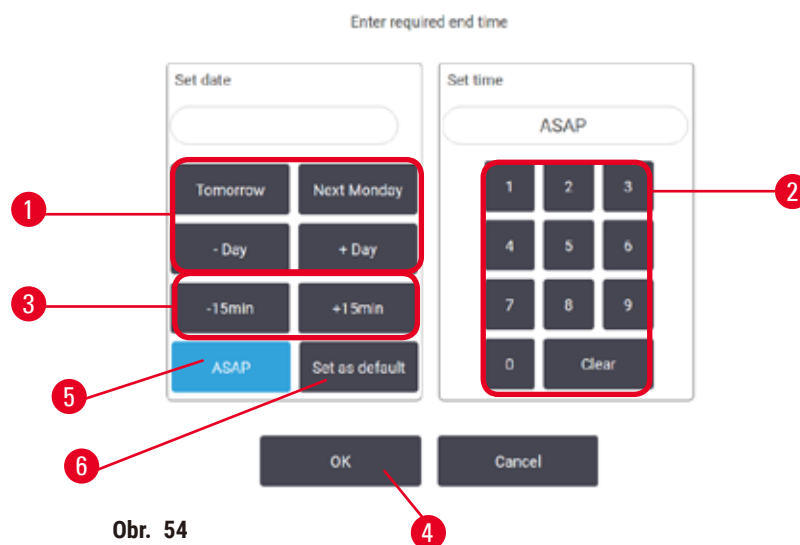 Enter required end time
Set date
Set time
ASAP
Tomorrow
Next Monday
1
2
3
1
2
- Day
+ Day
4
5
6
3
-15min
+15min
7
8
9
ASAP
Set as default
0
Clear
5
6
OK
Cancel
4
Obr. 54